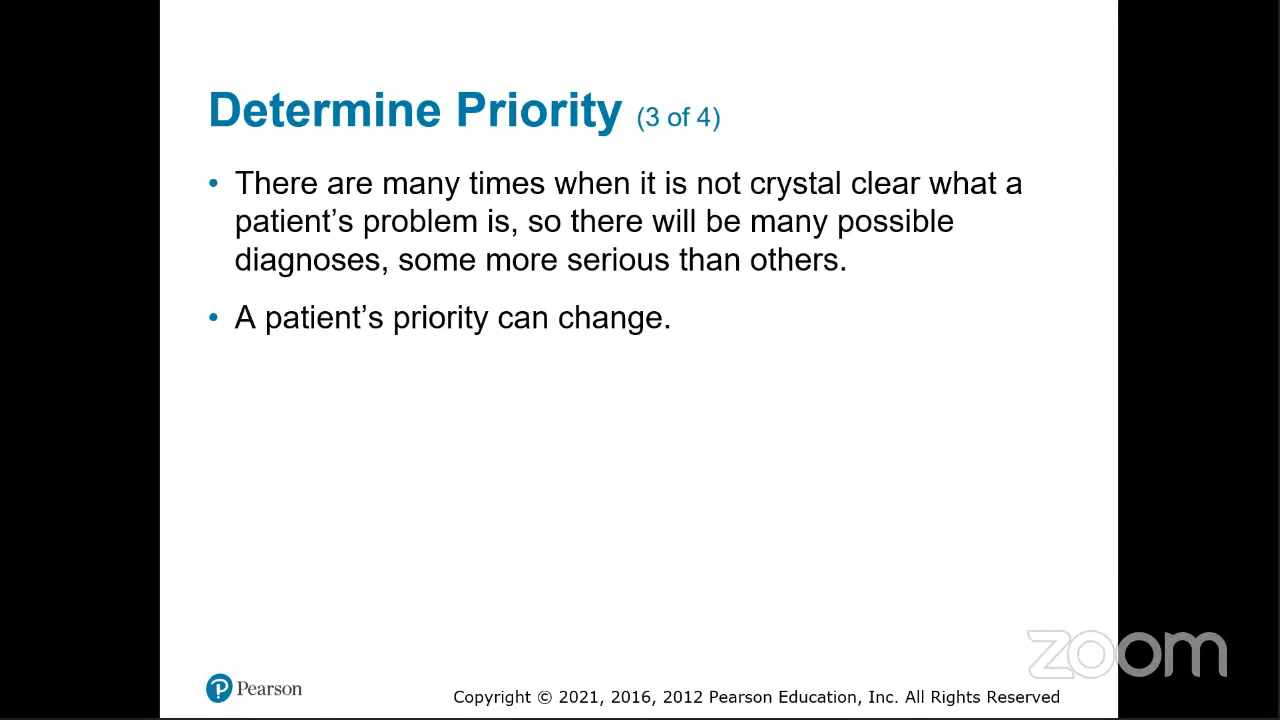 Determine Priority (3 of 4)
• There are many times when it is not crystal clear what a
patient's problem is, so there will be many possible
diagnoses, some more serious than others.
• A patient's priority can change.
zoom
Pearson
Copyright © 2021, 2016, 2012 Pearson Education, Inc. All Rights Reserved